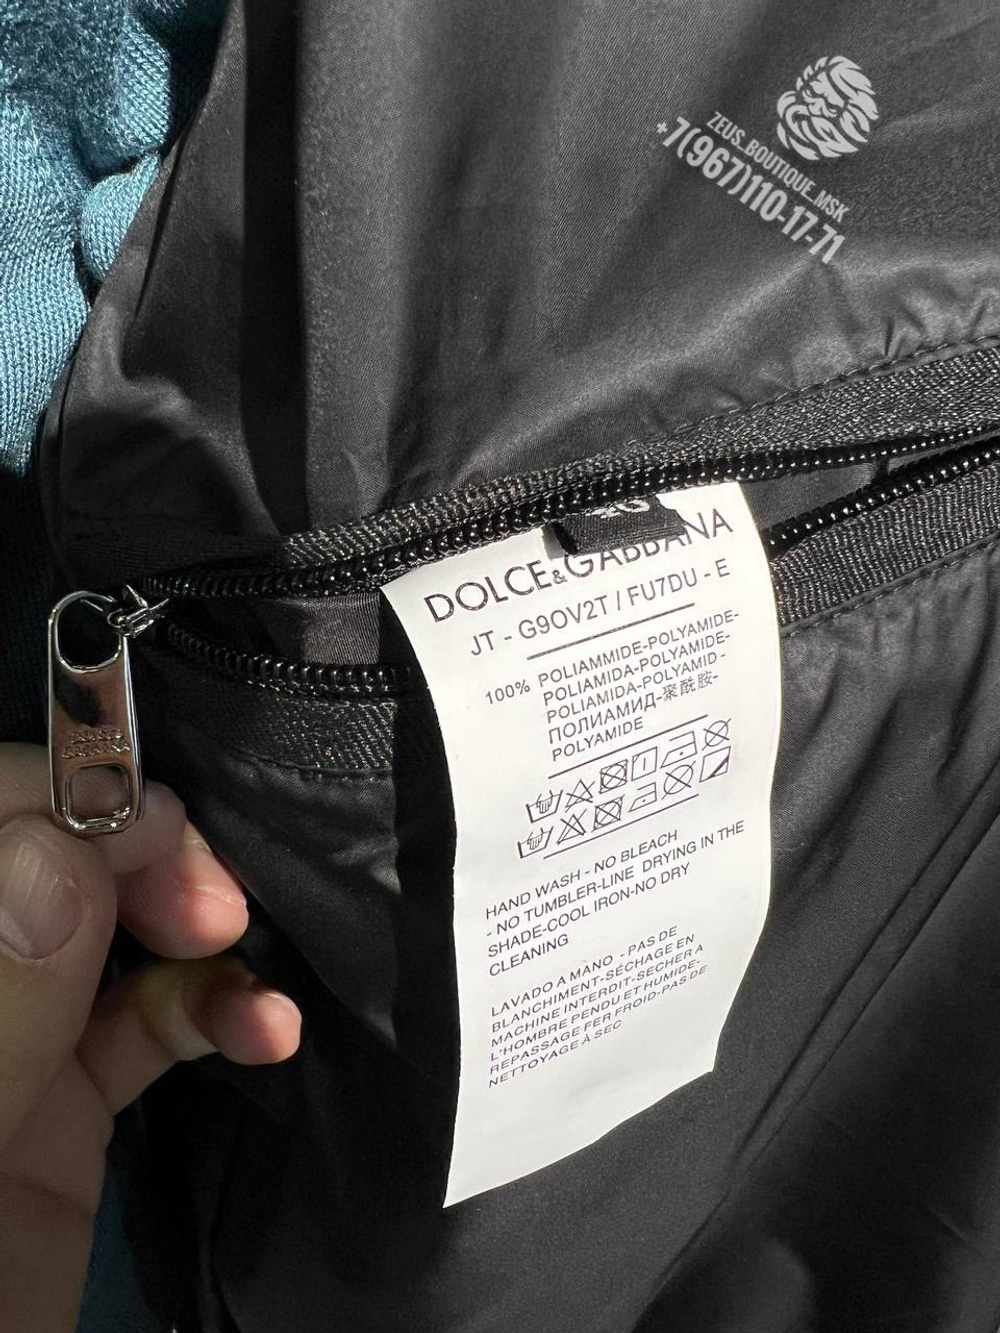 ZEUS_BOUTIQUE_MSK
+7(967)110-17-71
DOLCE&GABBANA
JT - G9OV2T / FU7DU - E
100% POLIAMMIDE-POLYAMIDE-
POLIAMIDA-POLYAMIDE-
POLIAMIDA-POLYAMID-
ПОЛИАМИД-聚酰胺-
POLYAMIDE
HAND WASH - NO BLEACH
- NO TUMBLER-LINE DRYING IN THE
SHADE-COOL IRON-NO DRY
CLEANING
LAVADO A MANO - PAS DE
BLANCHIMENT-SÉCHAGE EN
MACHINE INTERDIT-SECHER A
L'HOMBRE PENDU ET HUMIDE-
REPASSAGE FER FROID-PAS DE
NETTOYAGE À SEC